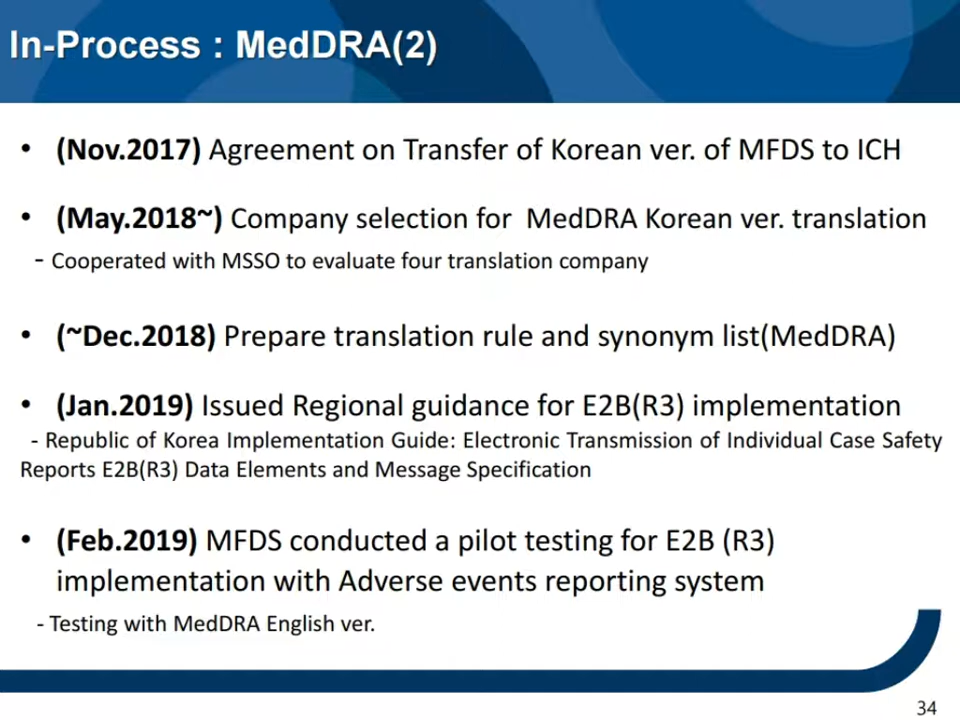 In-Process : MedDRA(2)
• (Nov.2017) Agreement on Transfer of Korean ver. of MFDS to ICH
• (May.2018~) Company selection for MedDRA Korean ver. translation
- Cooperated with MSSO to evaluate four translation company
• (~Dec.2018) Prepare translation rule and synonym list(MedDRA)
• (Jan.2019) Issued Regional guidance for E2B(R3) implementation
- Republic of Korea Implementation Guide: Electronic Transmission of Individual Case Safety
Reports E2B(R3) Data Elements and Message Specification
• (Feb.2019) MFDS conducted a pilot testing for E2B (R3)
implementation with Adverse events reporting system
- Testing with MedDRA English ver.
34